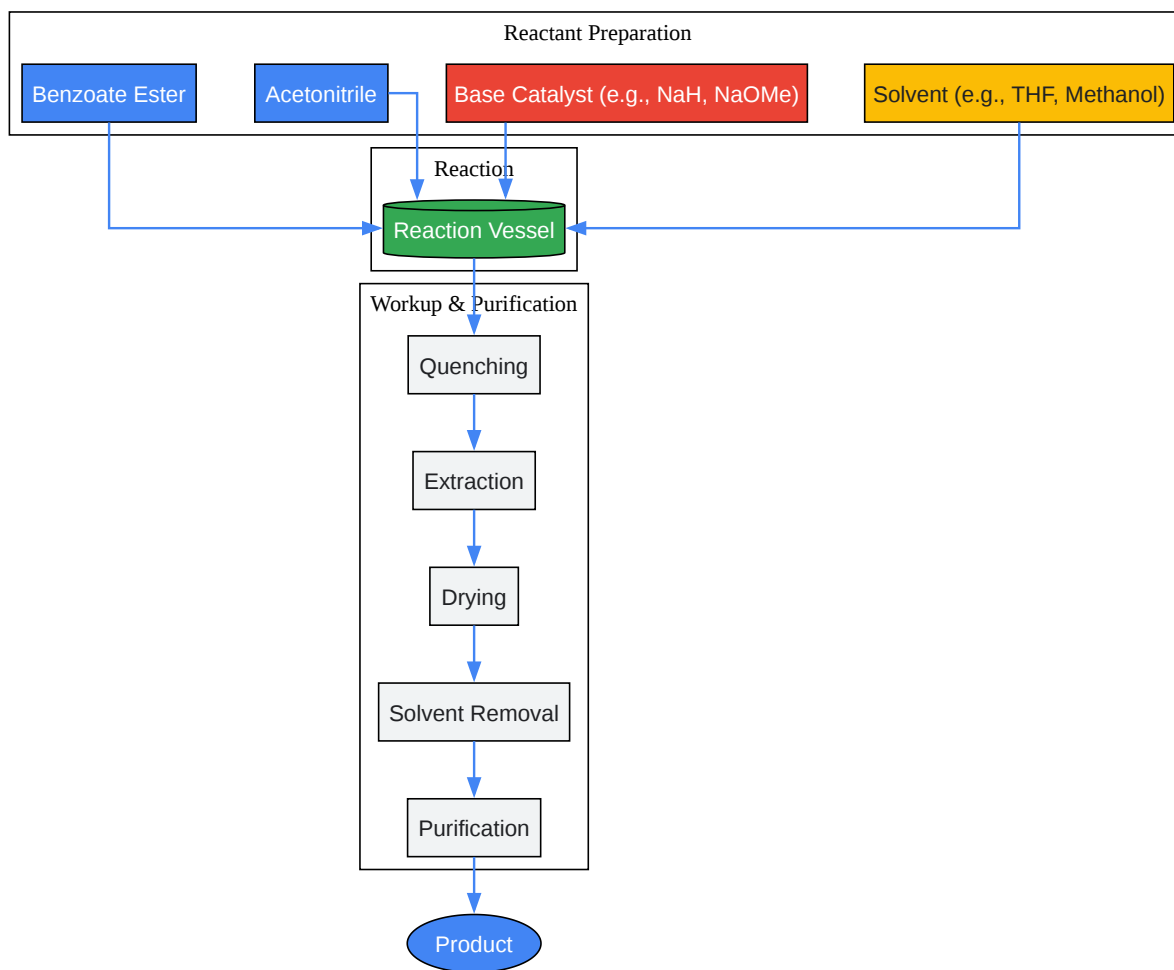 Reactant Preparation
Benzoate Ester
Acetonitrile
Base Catalyst (e.g., NaH, NaOMe)
Solvent (e.g., THF, Methanol)
Reaction
Reaction Vessel
Workup & Purification
Quenching
Extraction
Drying
Solvent Removal
Purification
Product